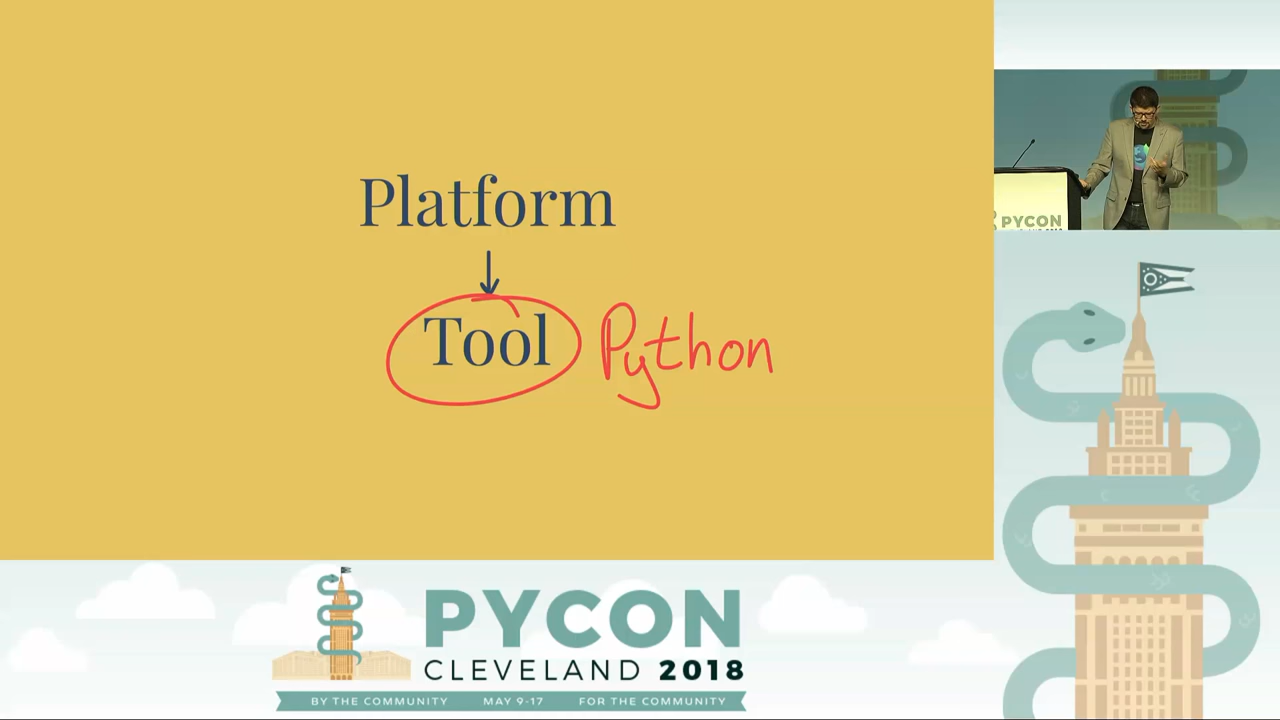 Platform
Tool Python
PYCON
PYCON
CLEVELAND 2018
BY THE COMMUNITY MAY 9-17 FOR THE COMMUNITY